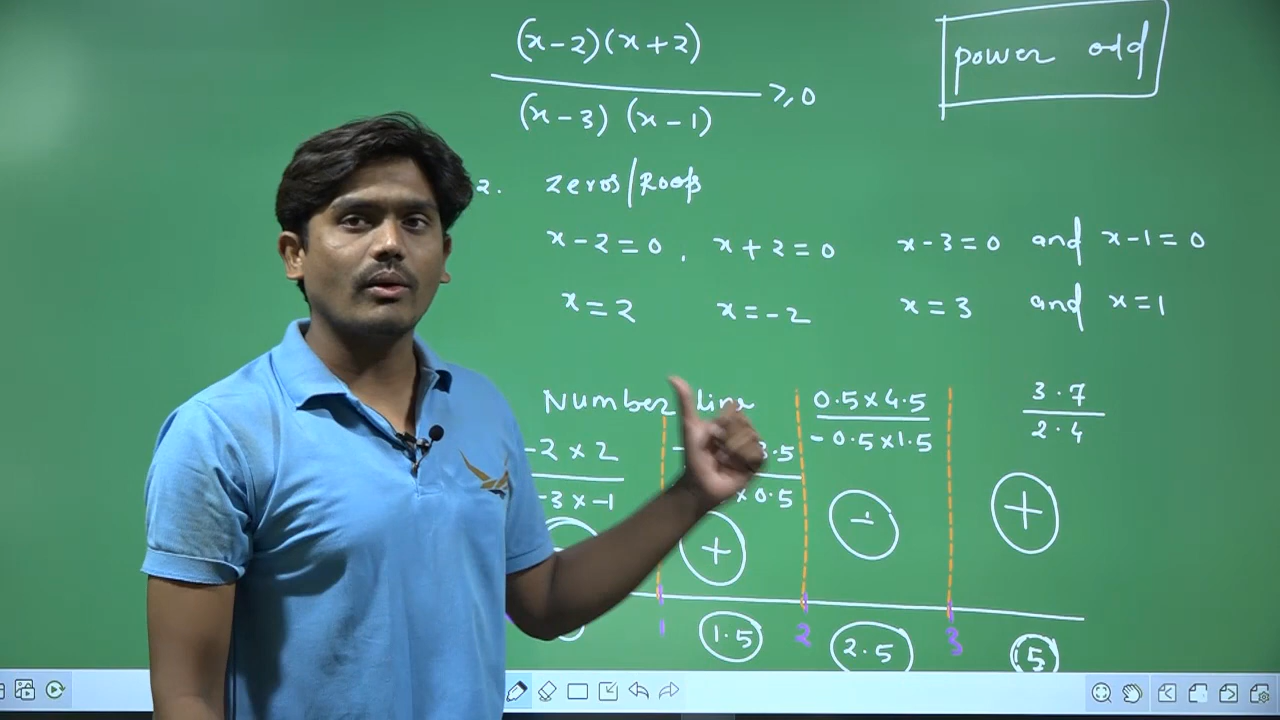 (x-2)(x+2)
power odd
≥0
(x-3)(x-1)
2. Zeros/Roots
x-2=0, x+2=0 x-3=0 and x-1=0
x=2 x=-2 x=3 and x=1
Number line 0.5×4.5 3·7
-2×2 3.5 -0.5×1.5 2·4
-3×-1 ×0.5
+ - +
1 1.5 2 2.5 3 5